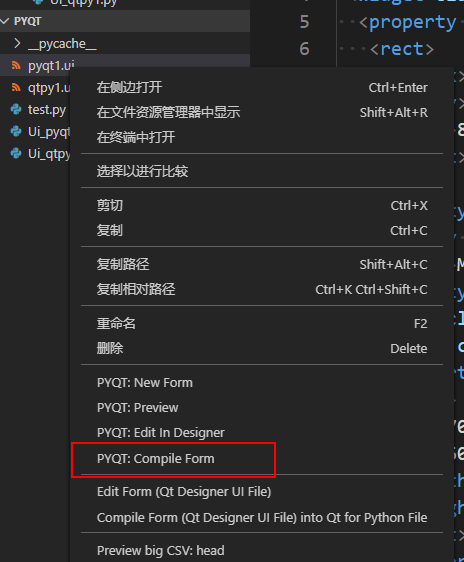 Ui_qtpy1.py
PYQT
__pycache__
pyqt1.ui
qtpy1.u
test.py
Ui_pyqt
Ui_qtpy
5 <property
6 <rect>
在侧边打开 Ctrl+Enter
在文件资源管理器中显示 Shift+Alt+R
在终端中打开
选择以进行比较
剪切 Ctrl+X
复制 Ctrl+C
复制路径 Shift+Alt+C
复制相对路径 Ctrl+K Ctrl+Shift+C
重命名 F2
删除 Delete
PYQT: New Form
PYQT: Preview
PYQT: Edit In Designer
PYQT: Compile Form
Edit Form (Qt Designer UI File)
Compile Form (Qt Designer UI File) into Qt for Python File
Preview big CSV: head